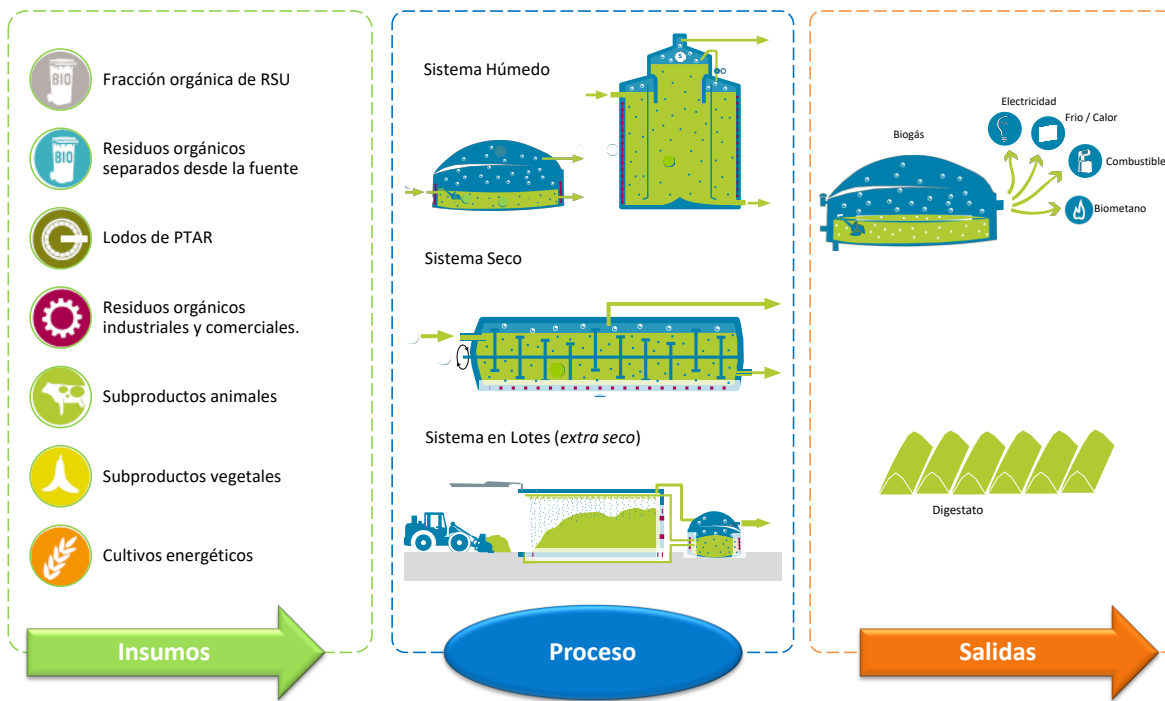 Fracción orgánica de RSU
Residuos orgánicos
separados desde la fuente
Lodos de PTAR
Residuos orgánicos
industriales y comerciales.
Subproductos animales
Subproductos vegetales
Cultivos energéticos
BIO
BIO
Insumos
Sistema Húmedo
Sistema Seco
Sistema en Lotes (extra seco)
Proceso
Biogás
Electricidad
Frio / Calor
Combustible
Biometano
Digestato
Salidas